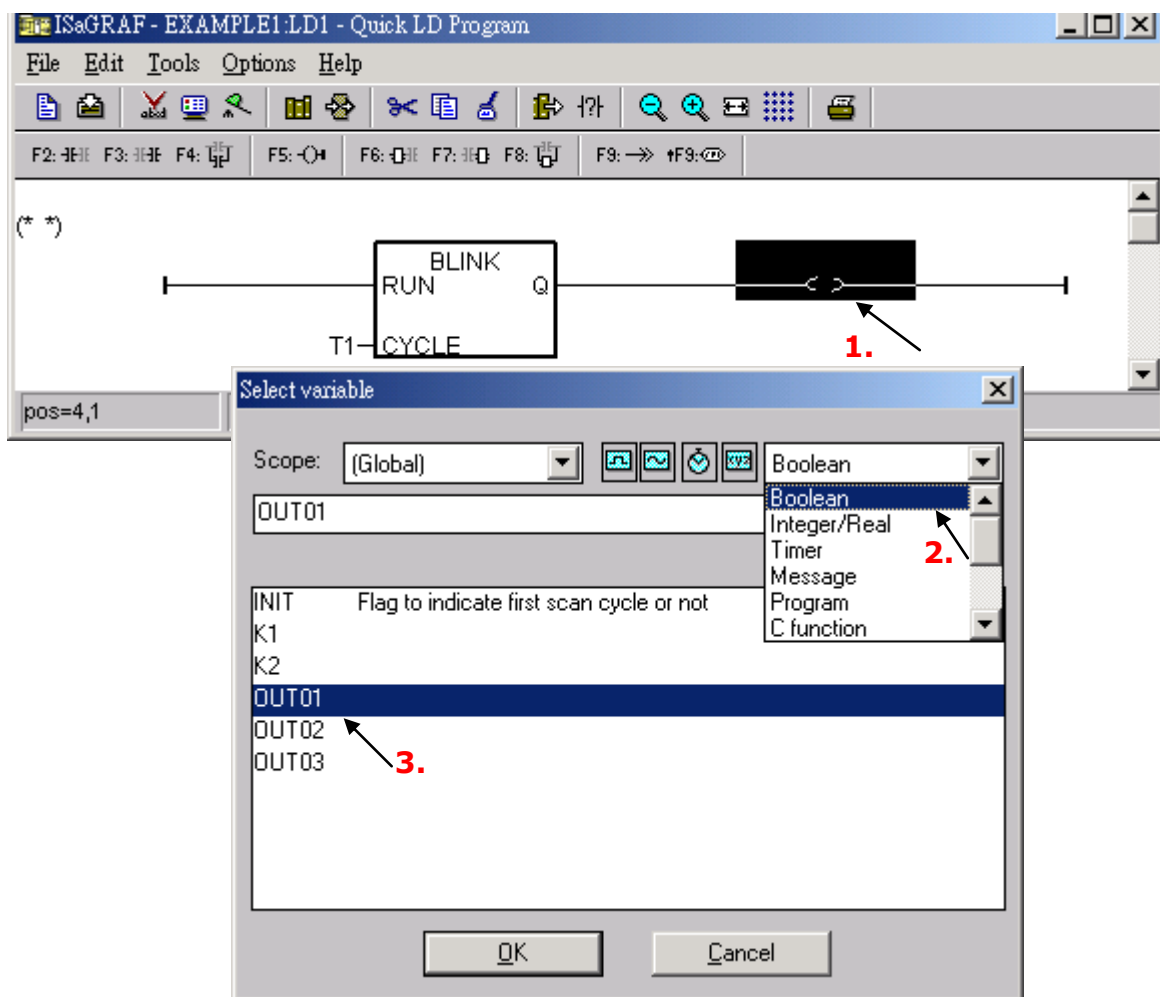 ISaGRAF - EXAMPLE1:LD1 - Quick LD Program
File Edit Tools Options Help
F2: F3: F4: F5: F6: F7: F8: F9: F9:
(* *)
BLINK
RUN Q
T1 CYCLE
1.
pos=4,1
Select variable
Scope: (Global) xyz Boolean
OUT01
Boolean
Integer/Real
Timer
Message
Program
C function
2.
INIT Flag to indicate first scan cycle or not
K1
K2
OUT01
OUT02
OUT03
3.
OK Cancel